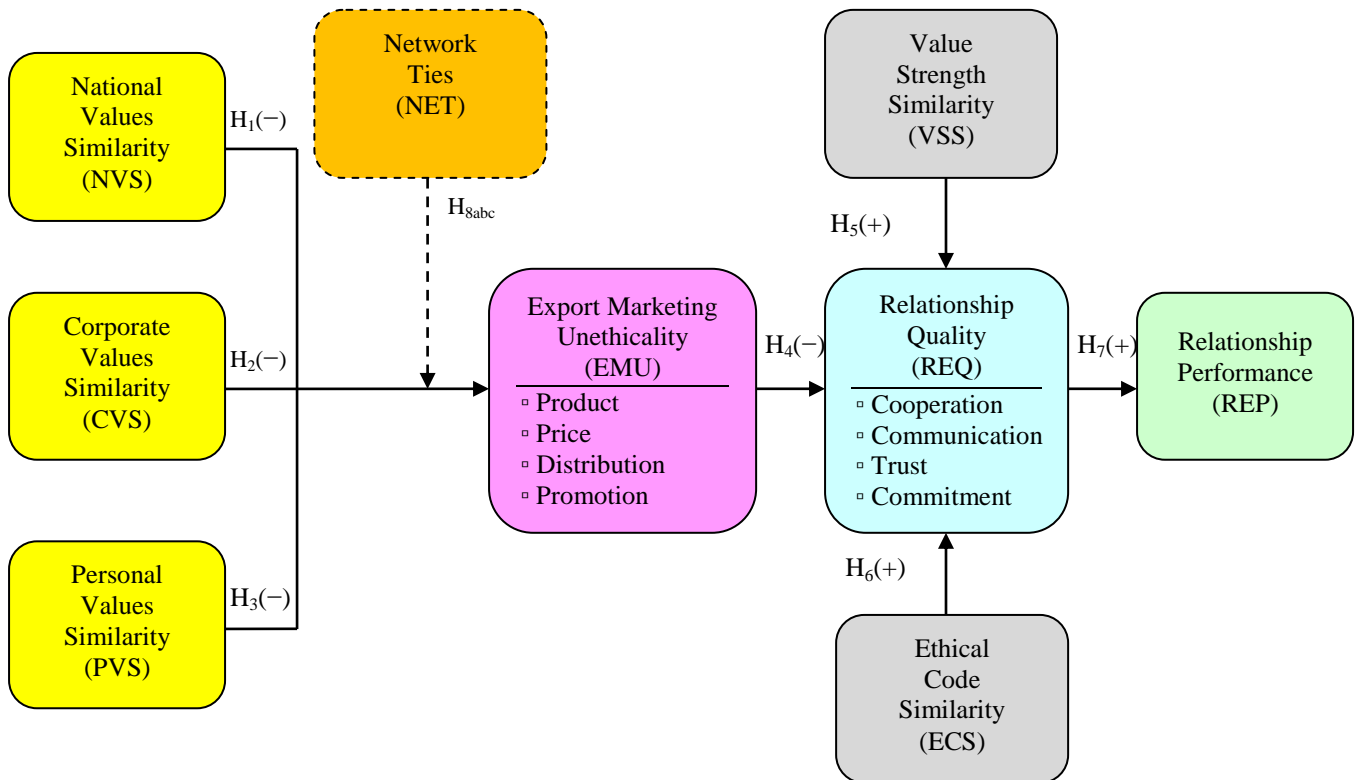 National
Values
Similarity
(NVS)
H₁(−)
Network
Ties
(NET)
H₈abc
Value
Strength
Similarity
(VSS)
H₅(+)
Corporate
Values
Similarity
(CVS)
H₂(−)
Export Marketing
Unethicality
(EMU)
▫ Product
▫ Price
▫ Distribution
▫ Promotion
H₄(−)
Relationship
Quality
(REQ)
▫ Cooperation
▫ Communication
▫ Trust
▫ Commitment
H₇(+)
Relationship
Performance
(REP)
Personal
Values
Similarity
(PVS)
H₃(−)
H₆(+)
Ethical
Code
Similarity
(ECS)